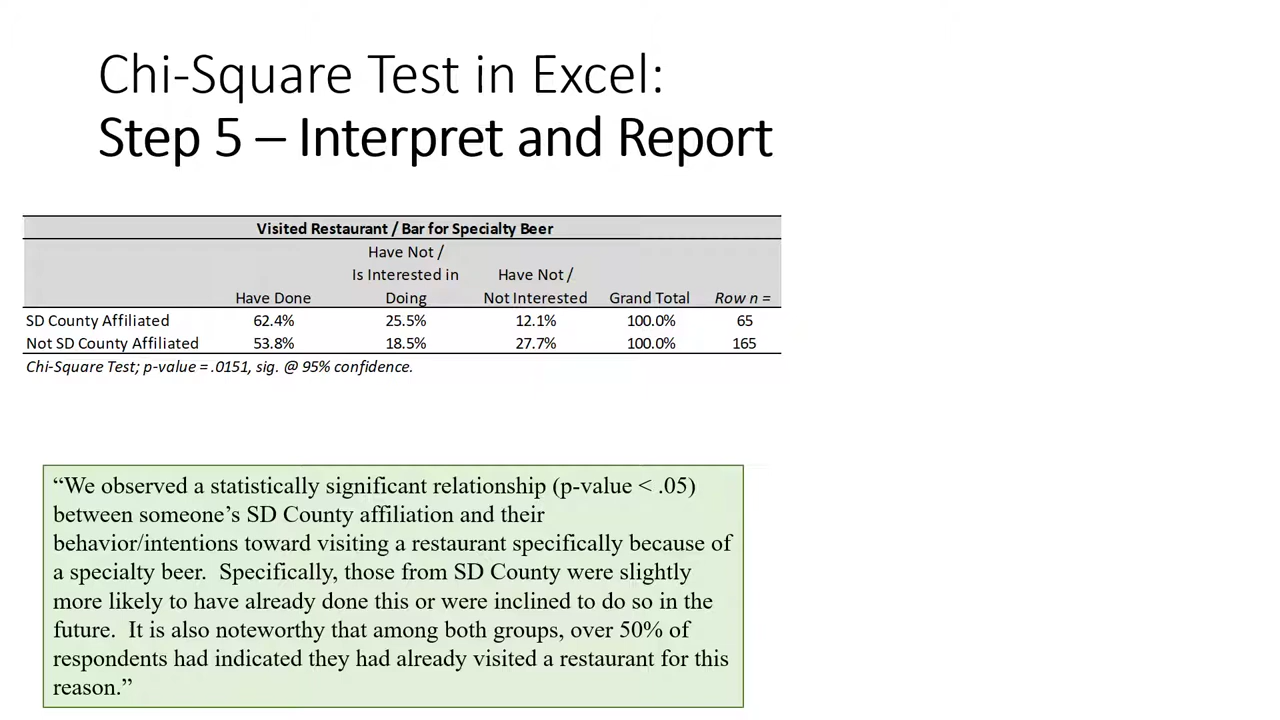 Chi-Square Test in Excel:
Step 5 – Interpret and Report
Visited Restaurant / Bar for Specialty Beer
Have Not /
Is Interested in Have Not /
Have Done Doing Not Interested Grand Total Row n =
SD County Affiliated 62.4% 25.5% 12.1% 100.0% 65
Not SD County Affiliated 53.8% 18.5% 27.7% 100.0% 165
Chi-Square Test; p-value = .0151, sig. @ 95% confidence.
“We observed a statistically significant relationship (p-value < .05)
between someone’s SD County affiliation and their
behavior/intentions toward visiting a restaurant specifically because of
a specialty beer.  Specifically, those from SD County were slightly
more likely to have already done this or were inclined to do so in the
future.  It is also noteworthy that among both groups, over 50% of
respondents had indicated they had already visited a restaurant for this
reason.”